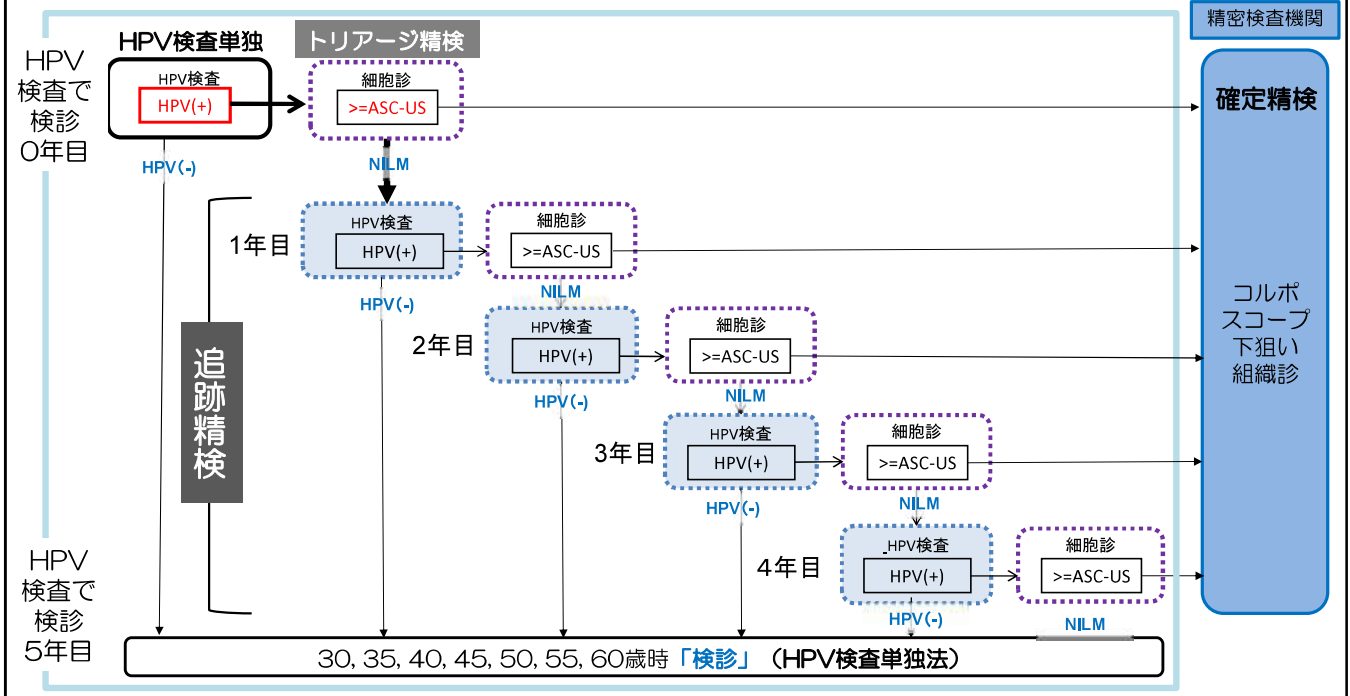 精密検査機関
HPV検査単独
トリアージ精検
HPV
検査で
検診
0年目
HPV検査
HPV(+)
細胞診
>=ASC-US
確定精検
HPV(-)
NILM
1年目
HPV検査
HPV(+)
細胞診
>=ASC-US
HPV(-)
NILM
追跡精検
2年目
HPV検査
HPV(+)
細胞診
>=ASC-US
コルポ
スコープ
下狙い
組織診
HPV(-)
NILM
3年目
HPV検査
HPV(+)
細胞診
>=ASC-US
HPV(-)
NILM
HPV
検査で
検診
5年目
4年目
HPV検査
HPV(+)
細胞診
>=ASC-US
HPV(-)
NILM
30, 35, 40, 45, 50, 55, 60歳時「検診」（HPV検査単独法）